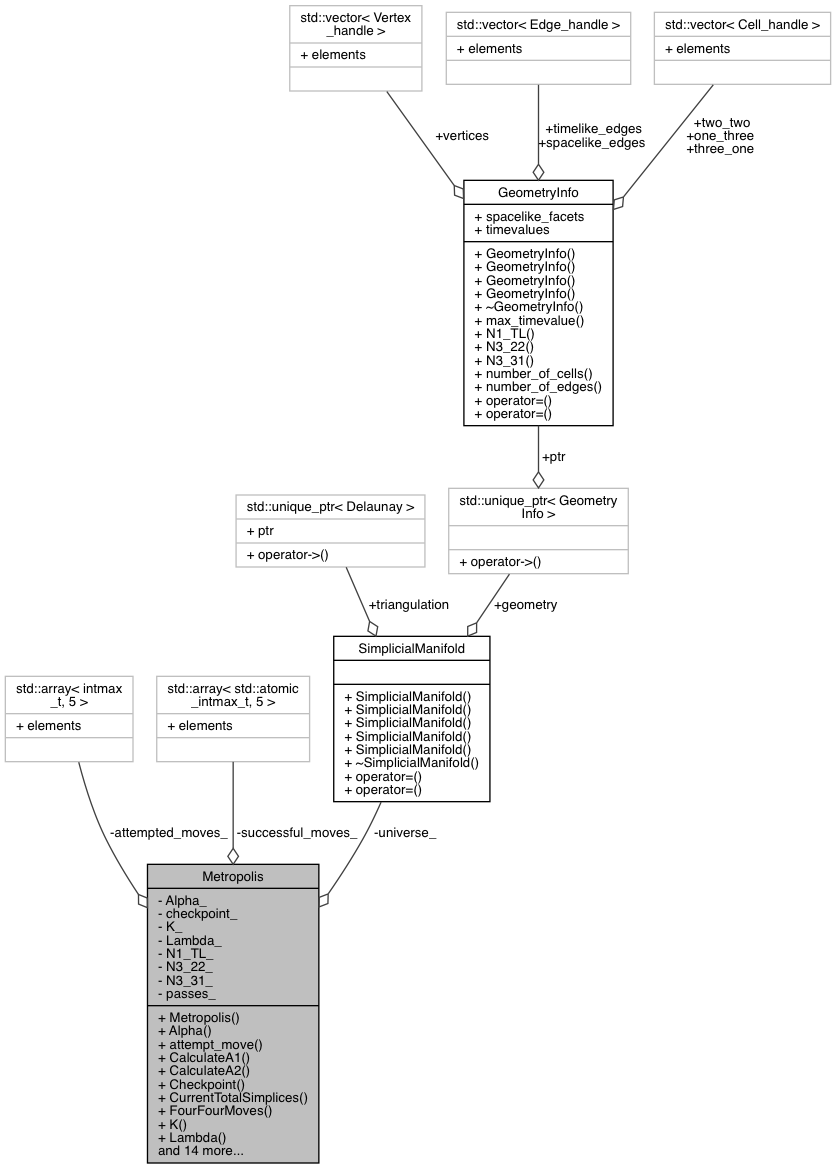 std::vector< Vertex
_handle >
+ elements
std::vector< Edge_handle >
+ elements
std::vector< Cell_handle >
+ elements
+vertices
+timelike_edges
+spacelike_edges
+two_two
+one_three
+three_one
GeometryInfo
+ spacelike_facets
+ timevalues
+ GeometryInfo()
+ GeometryInfo()
+ GeometryInfo()
+ GeometryInfo()
+ ~GeometryInfo()
+ max_timevalue()
+ N1_TL()
+ N3_22()
+ N3_31()
+ number_of_cells()
+ number_of_edges()
+ operator=()
+ operator=()
+ptr
std::unique_ptr< Delaunay >
+ ptr
+ operator->()
std::unique_ptr< Geometry
Info >
+ operator->()
+triangulation
+geometry
SimplicialManifold
+ SimplicialManifold()
+ SimplicialManifold()
+ SimplicialManifold()
+ SimplicialManifold()
+ SimplicialManifold()
+ ~SimplicialManifold()
+ operator=()
+ operator=()
std::array< intmax
_t, 5 >
+ elements
std::array< std::atomic
_intmax_t, 5 >
+ elements
-attempted_moves_
-successful_moves_
-universe_
Metropolis
- Alpha_
- checkpoint_
- K_
- Lambda_
- N1_TL_
- N3_22_
- N3_31_
- passes_
+ Metropolis()
+ Alpha()
+ attempt_move()
+ CalculateA1()
+ CalculateA2()
+ Checkpoint()
+ CurrentTotalSimplices()
+ FourFourMoves()
+ K()
+ Lambda()
and 14 more...